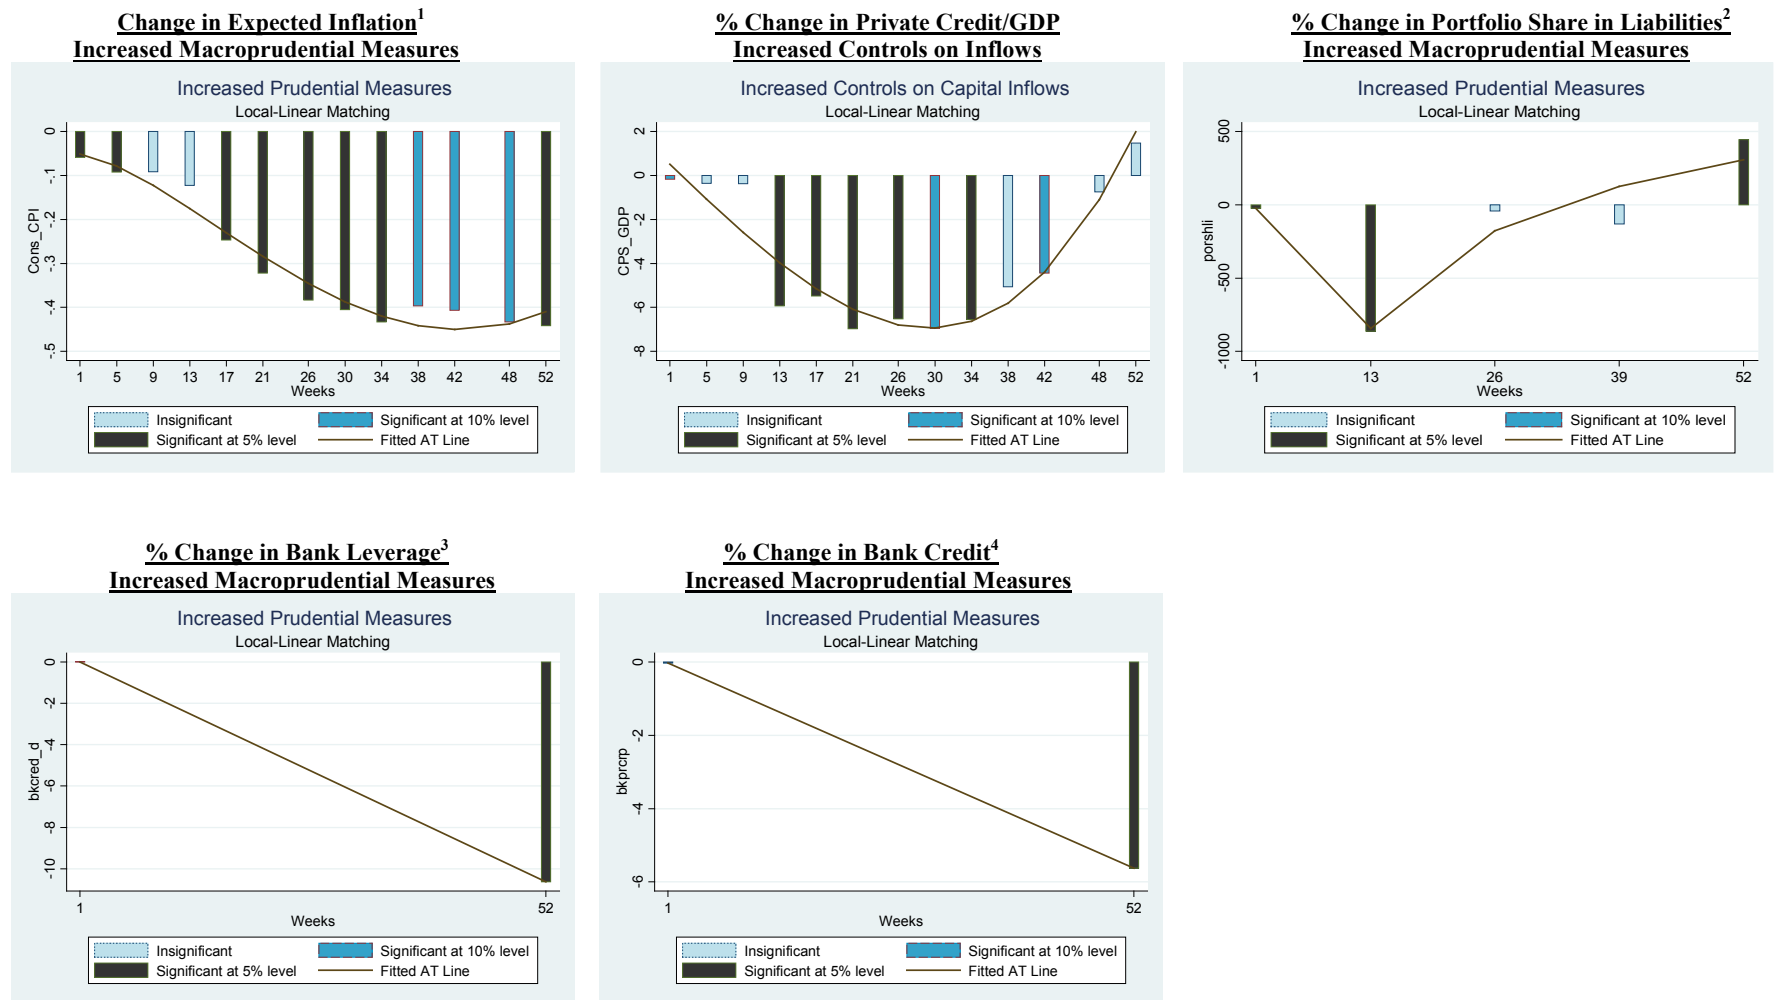 Change in Expected Inflation1
Increased Macroprudential Measures
Increased Prudential Measures
Local-Linear Matching
Cons_CPI
0
-.1
-.2
-.3
-.4
-.5
1 5 9 13 17 21 26 30 34 38 42 48 52
Weeks
Insignificant
Significant at 10% level
Significant at 5% level
Fitted AT Line
% Change in Private Credit/GDP
Increased Controls on Inflows
Increased Controls on Capital Inflows
Local-Linear Matching
CPS_GDP
2
0
-2
-4
-6
-8
1 5 9 13 17 21 26 30 34 38 42 48 52
Weeks
Insignificant
Significant at 10% level
Significant at 5% level
Fitted AT Line
% Change in Portfolio Share in Liabilities2
Increased Macroprudential Measures
Increased Prudential Measures
Local-Linear Matching
porshli
500
0
-500
-1000
1 13 26 39 52
Weeks
Insignificant
Significant at 10% level
Significant at 5% level
Fitted AT Line
% Change in Bank Leverage3
Increased Macroprudential Measures
Increased Prudential Measures
Local-Linear Matching
bkcred_d
0
-2
-4
-6
-8
-10
1 52
Weeks
Insignificant
Significant at 10% level
Significant at 5% level
Fitted AT Line
% Change in Bank Credit4
Increased Macroprudential Measures
Increased Prudential Measures
Local-Linear Matching
bkprcrp
0
-2
-4
-6
1 52
Weeks
Insignificant
Significant at 10% level
Significant at 5% level
Fitted AT Line